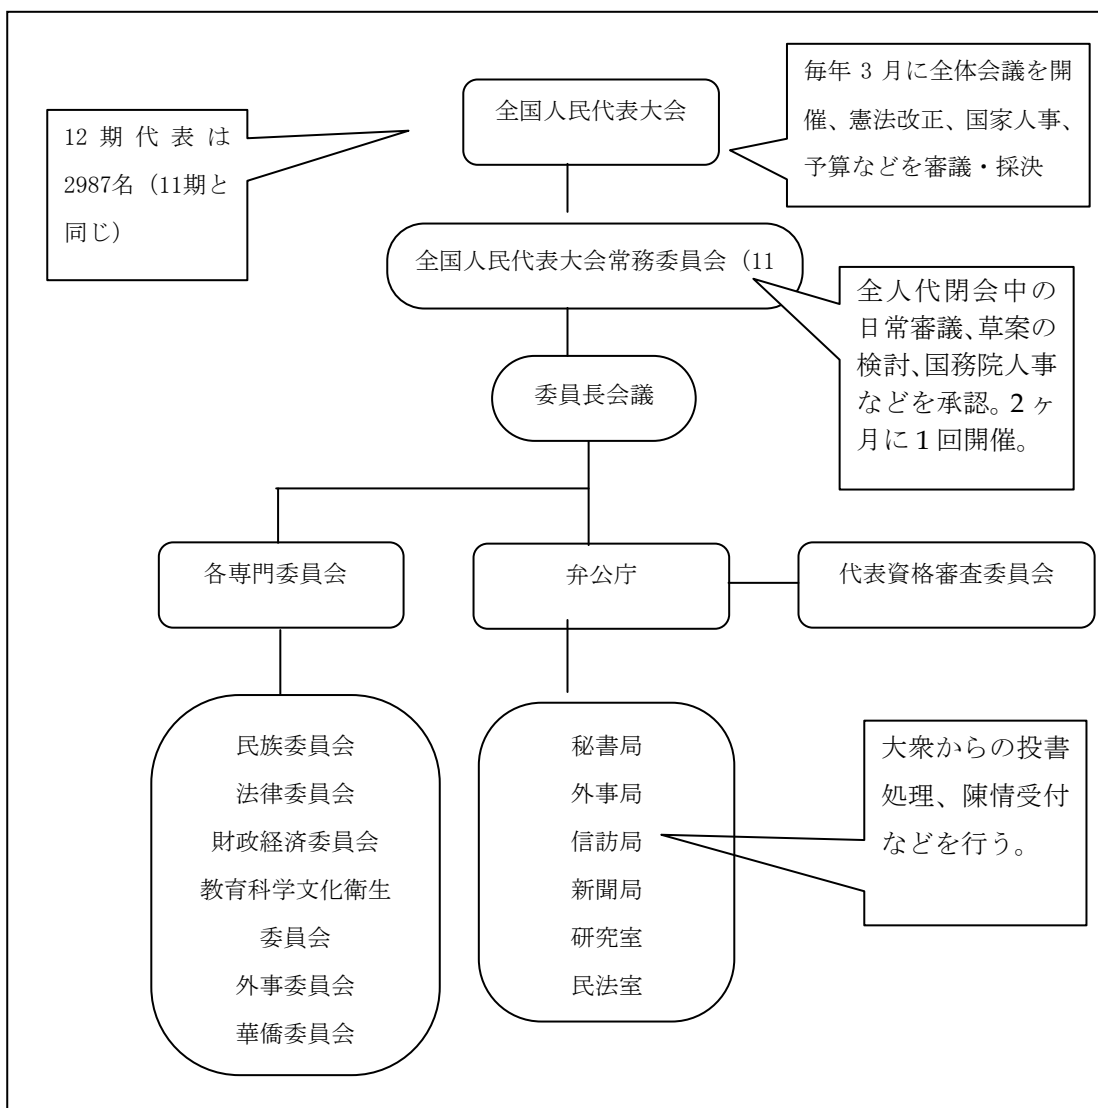 全国人民代表大会
毎年 3 月に全体会議を開
催、憲法改正、国家人事、
予算などを審議・採決
12 期 代 表 は
2987名（11期と
同じ）
全国人民代表大会常務委員会（11
全人代閉会中の
日常審議、草案の
検討、国務院人事
などを承認。2 ヶ
月に 1 回開催。
委員長会議
各専門委員会
弁公庁
代表資格審査委員会
民族委員会
法律委員会
財政経済委員会
教育科学文化衛生
委員会
外事委員会
華僑委員会
秘書局
外事局
信訪局
新聞局
研究室
民法室
大衆からの投書
処理、陳情受付
などを行う。